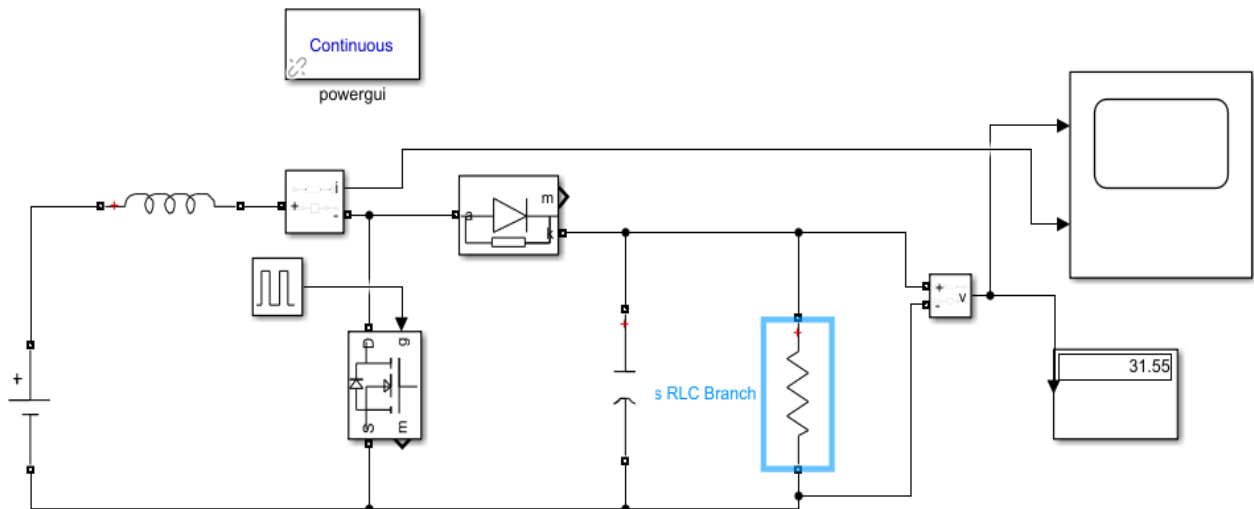 Continuous
powergui
i
+
-
a
m
k
+
-
v
D
g
S
m
+
s RLC Branch
31.55